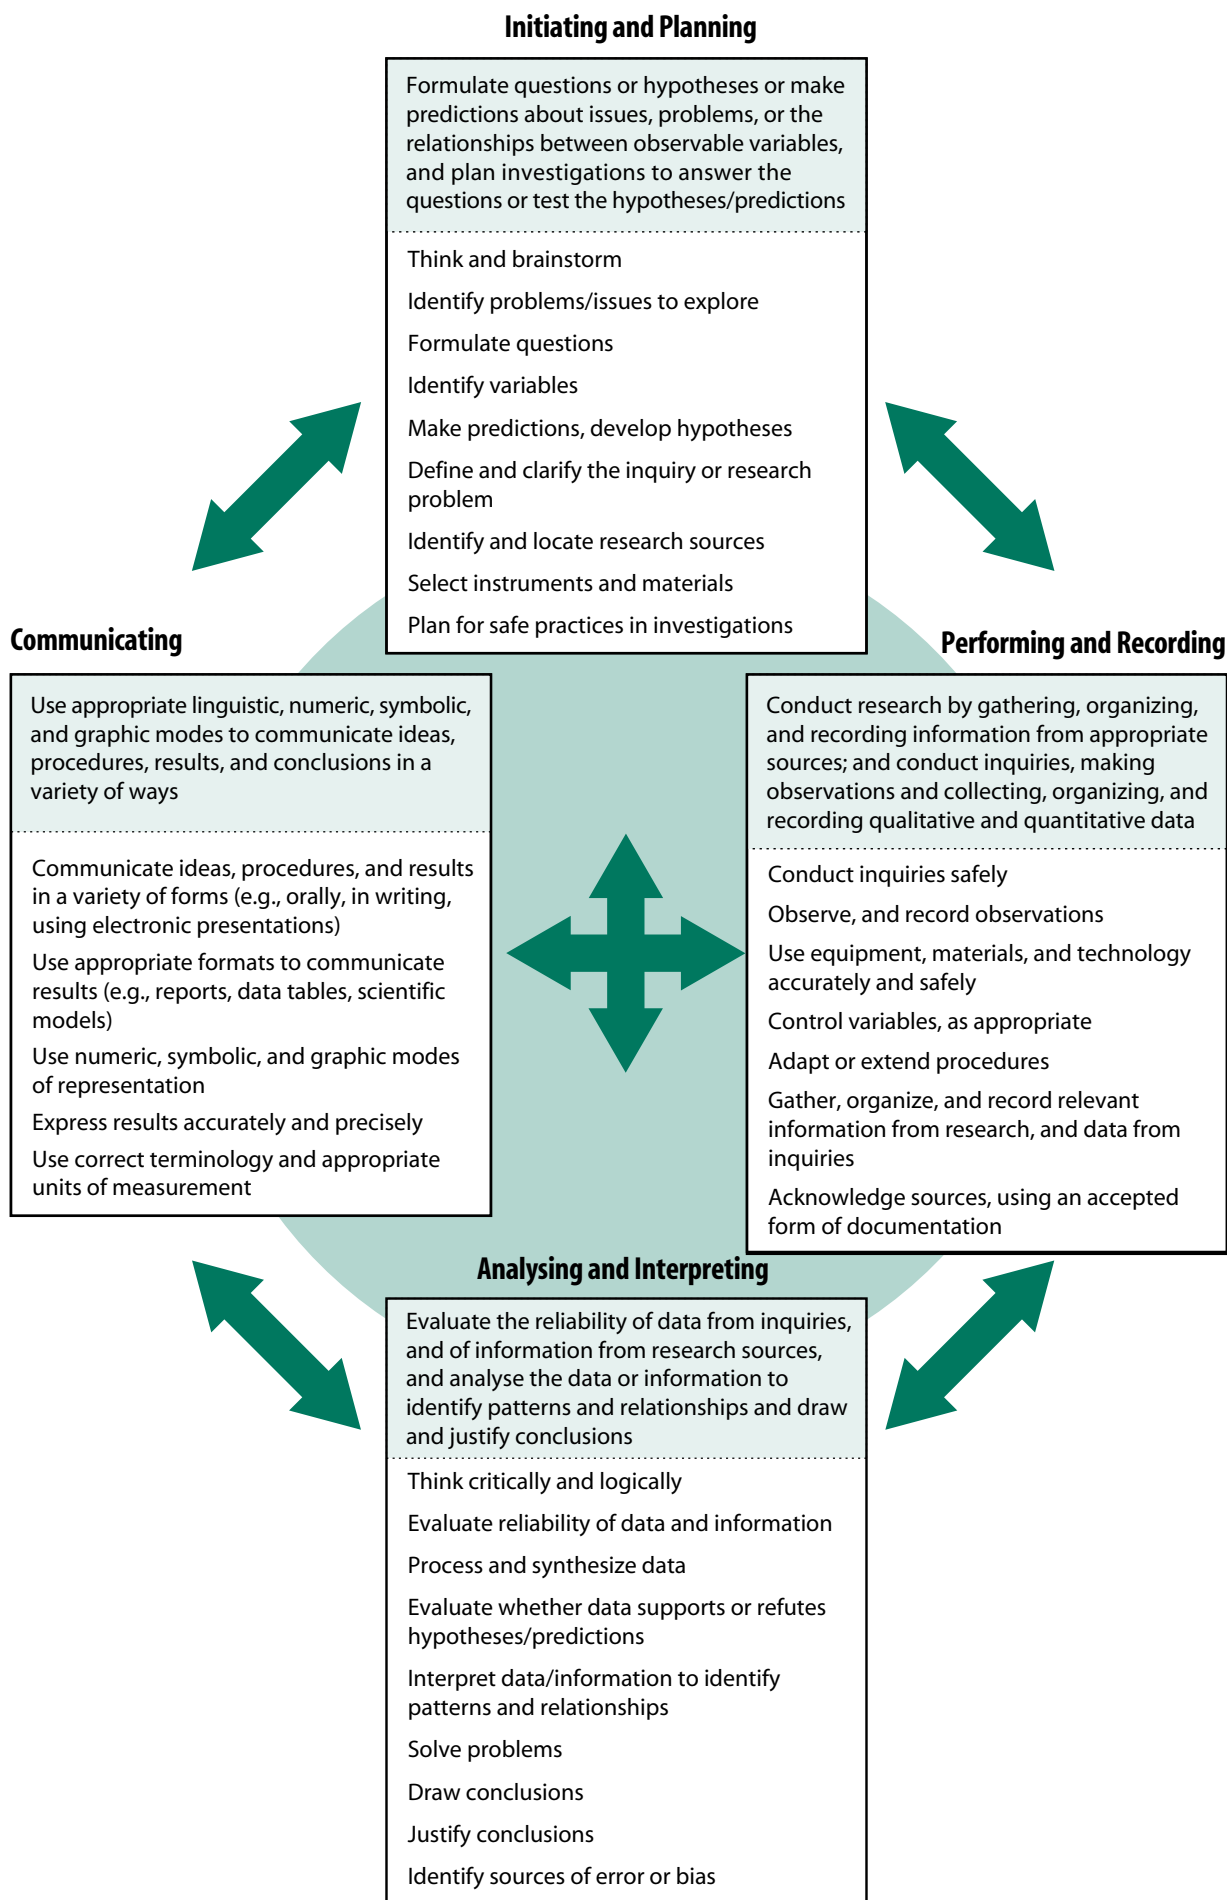 Initiating and Planning
Formulate questions or hypotheses or make
predictions about issues, problems, or the
relationships between observable variables,
and plan investigations to answer the
questions or test the hypotheses/predictions
Think and brainstorm
Identify problems/issues to explore
Formulate questions
Identify variables
Make predictions, develop hypotheses
Define and clarify the inquiry or research
problem
Identify and locate research sources
Select instruments and materials
Plan for safe practices in investigations
Communicating
Use appropriate linguistic, numeric, symbolic,
and graphic modes to communicate ideas,
procedures, results, and conclusions in a
variety of ways
Communicate ideas, procedures, and results
in a variety of forms (e.g., orally, in writing,
using electronic presentations)
Use appropriate formats to communicate
results (e.g., reports, data tables, scientific
models)
Use numeric, symbolic, and graphic modes
of representation
Express results accurately and precisely
Use correct terminology and appropriate
units of measurement
Performing and Recording
Conduct research by gathering, organizing,
and recording information from appropriate
sources; and conduct inquiries, making
observations and collecting, organizing, and
recording qualitative and quantitative data
Conduct inquiries safely
Observe, and record observations
Use equipment, materials, and technology
accurately and safely
Control variables, as appropriate
Adapt or extend procedures
Gather, organize, and record relevant
information from research, and data from
inquiries
Acknowledge sources, using an accepted
form of documentation
Analysing and Interpreting
Evaluate the reliability of data from inquiries,
and of information from research sources,
and analyse the data or information to
identify patterns and relationships and draw
and justify conclusions
Think critically and logically
Evaluate reliability of data and information
Process and synthesize data
Evaluate whether data supports or refutes
hypotheses/predictions
Interpret data/information to identify
patterns and relationships
Solve problems
Draw conclusions
Justify conclusions
Identify sources of error or bias